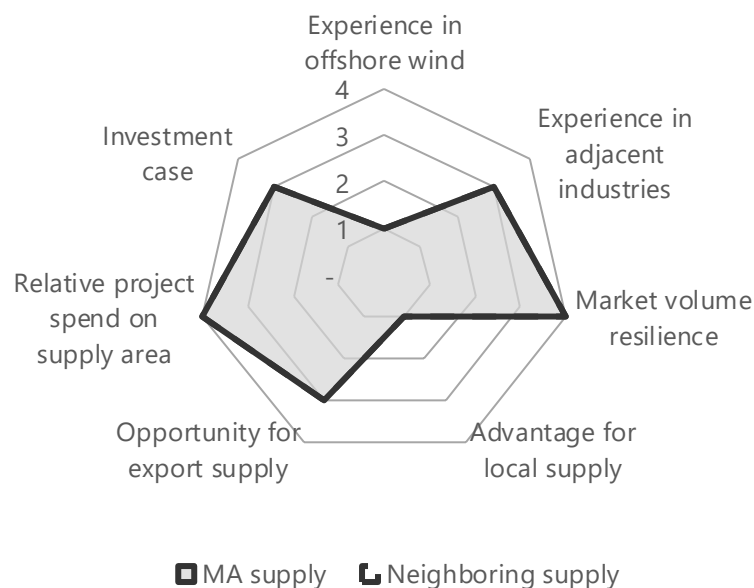 Experience in
offshore wind
4
3
2
1
-
Experience in
adjacent
industries
Market volume
resilience
Advantage for
local supply
Opportunity for
export supply
Relative project
spend on
supply area
Investment
case
MA supply
Neighboring supply